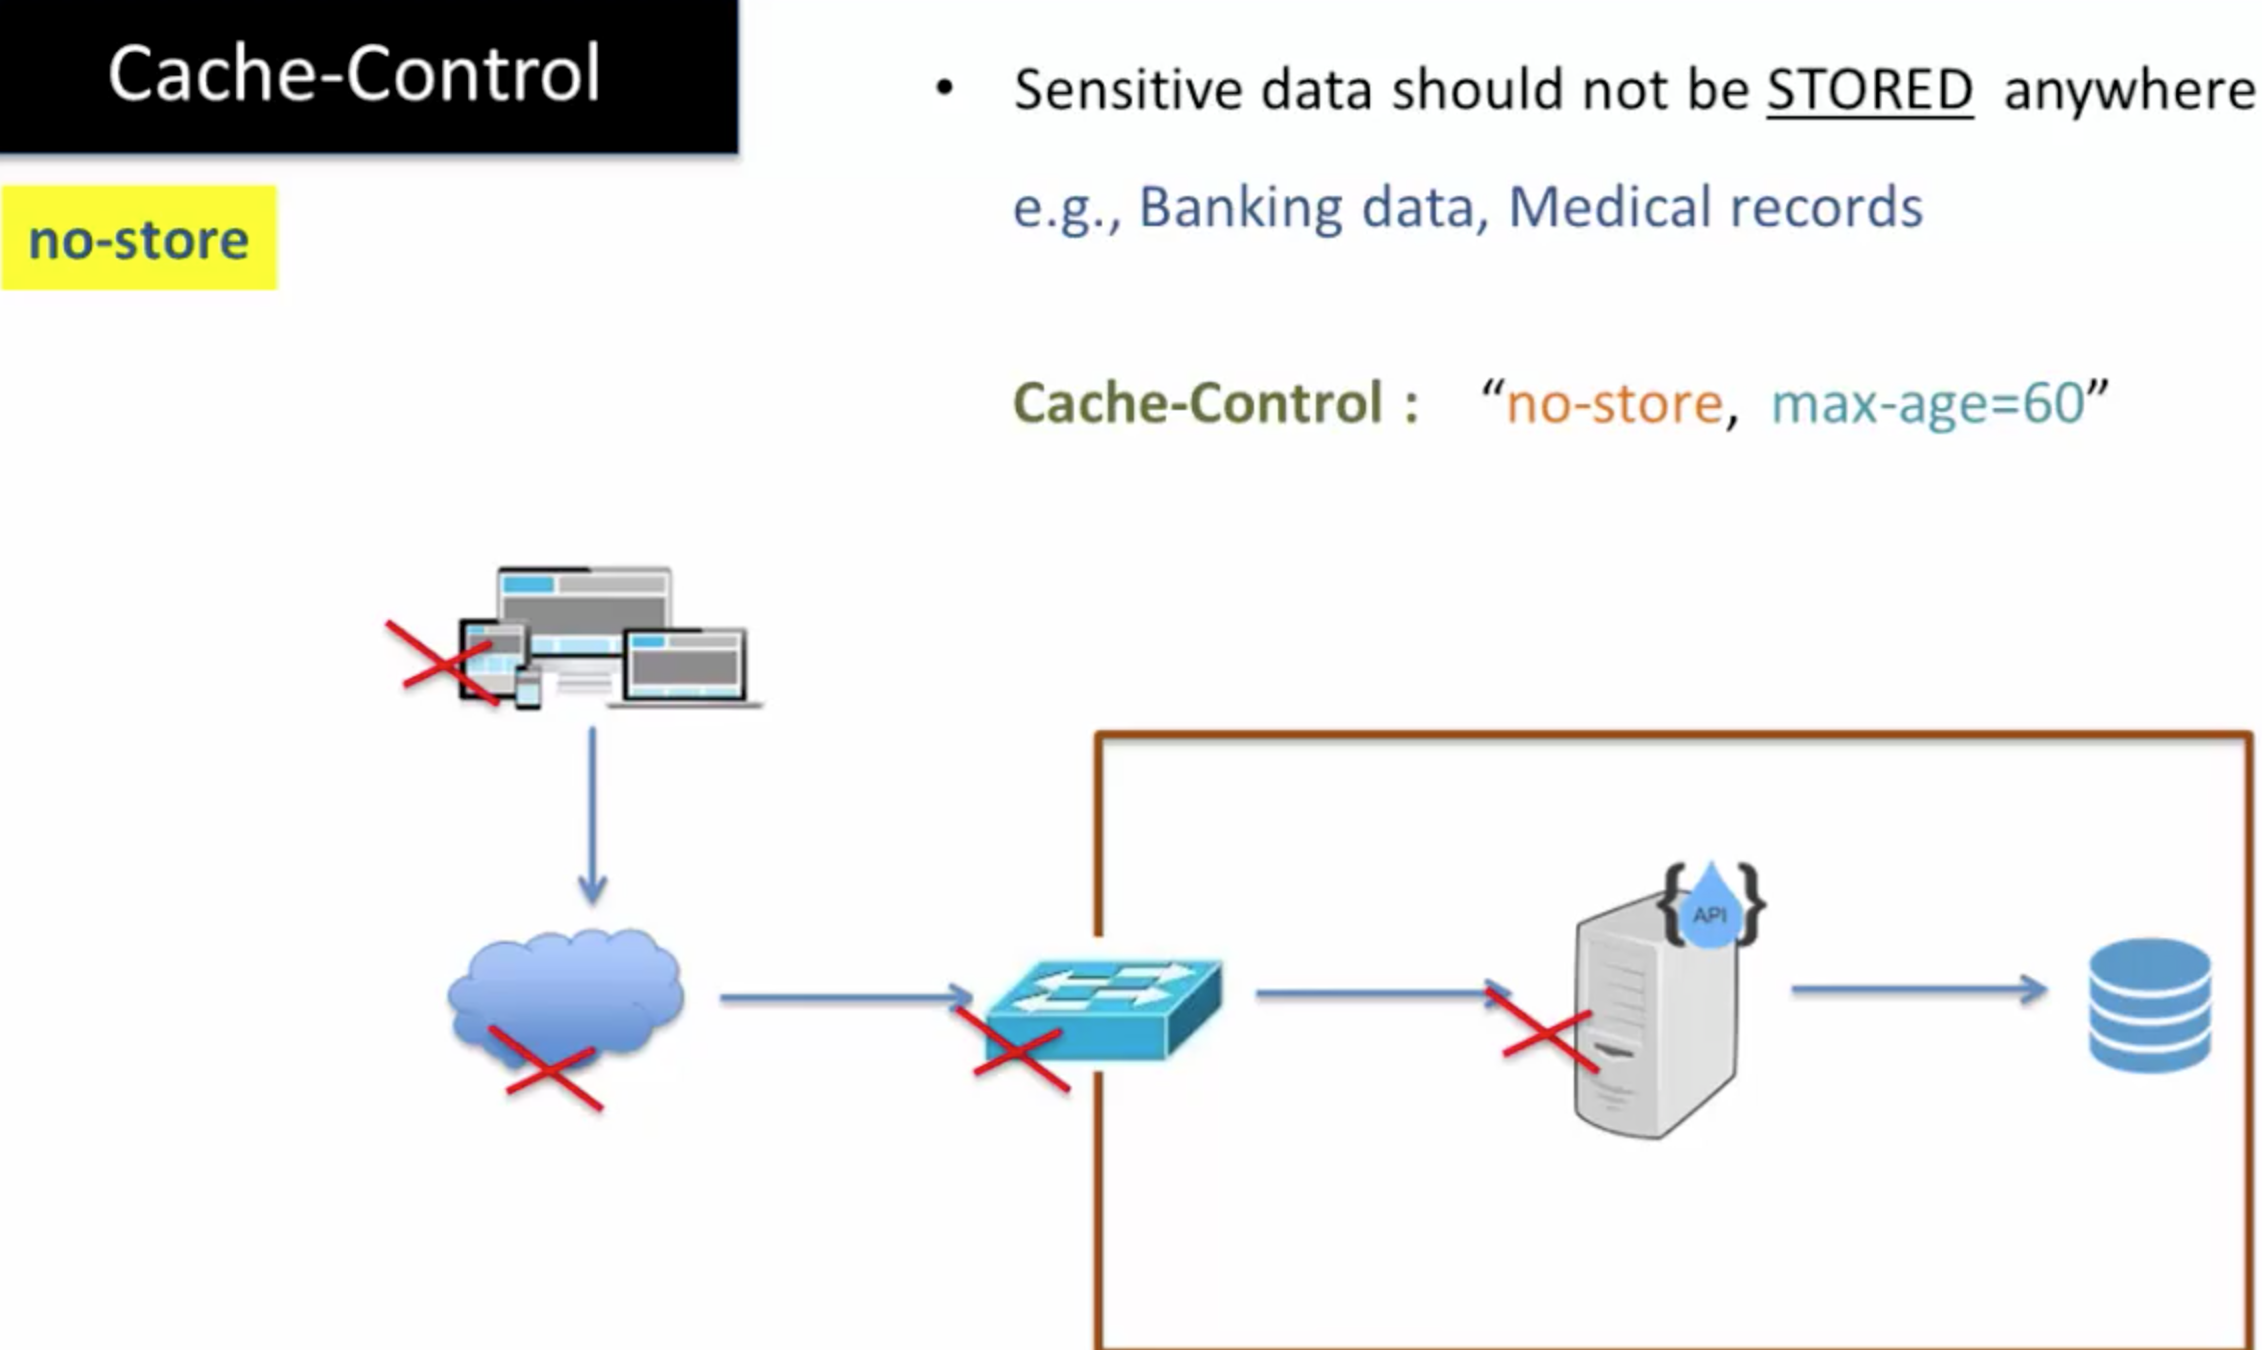 Cache-Control
no-store
• Sensitive data should not be STORED anywhere
e.g., Banking data, Medical records
Cache-Control : “no-store, max-age=60”
{API}